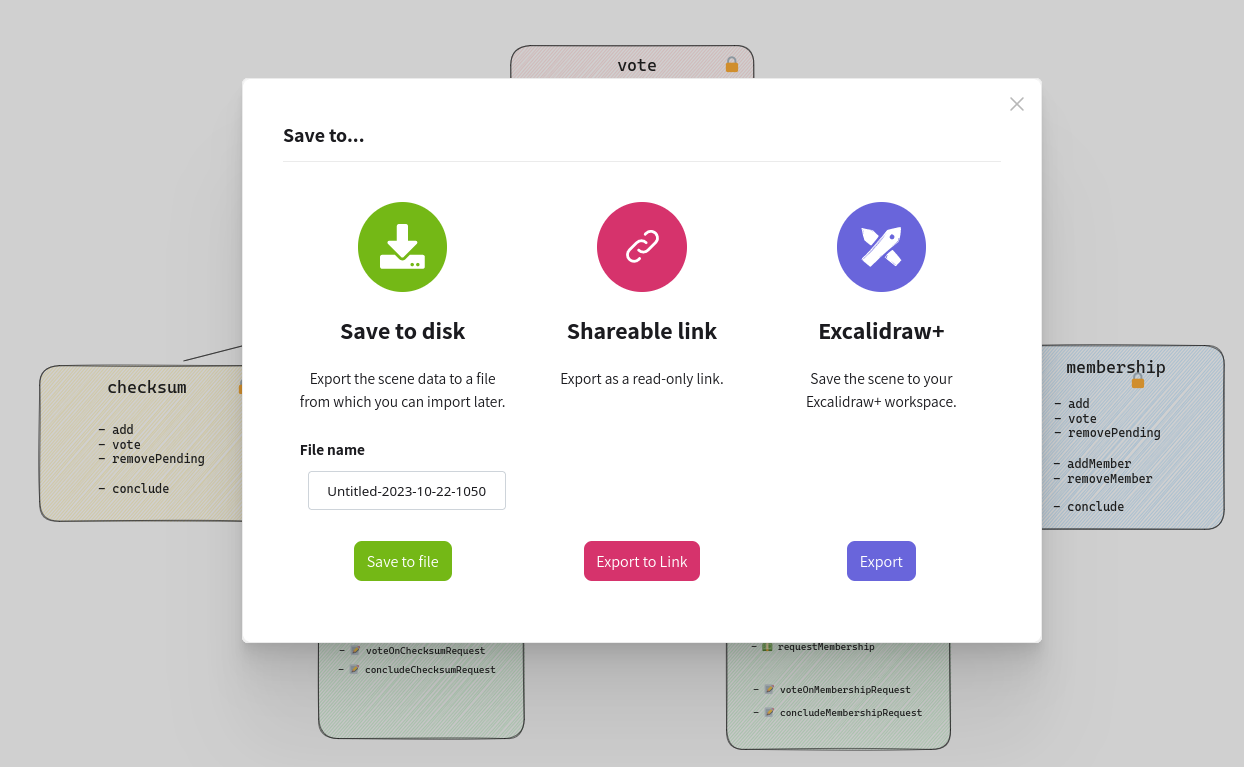 vote
Save to...
Save to disk
Export the scene data to a file
from which you can import later.
File name
Untitled-2023-10-22-1050
Save to file
Shareable link
Export as a read-only link.
Export to Link
Excalidraw+
Save the scene to your
Excalidraw+ workspace.
Export
checksum
- add
- vote
- removePending
- conclude
membership
- add
- vote
- removePending
- addMember
- removeMember
- conclude
- 📝 voteOnChecksumRequest
- 📝 concludeChecksumRequest
- 💵 requestMembership
- 📝 voteOnMembershipRequest
- 📝 concludeMembershipRequest